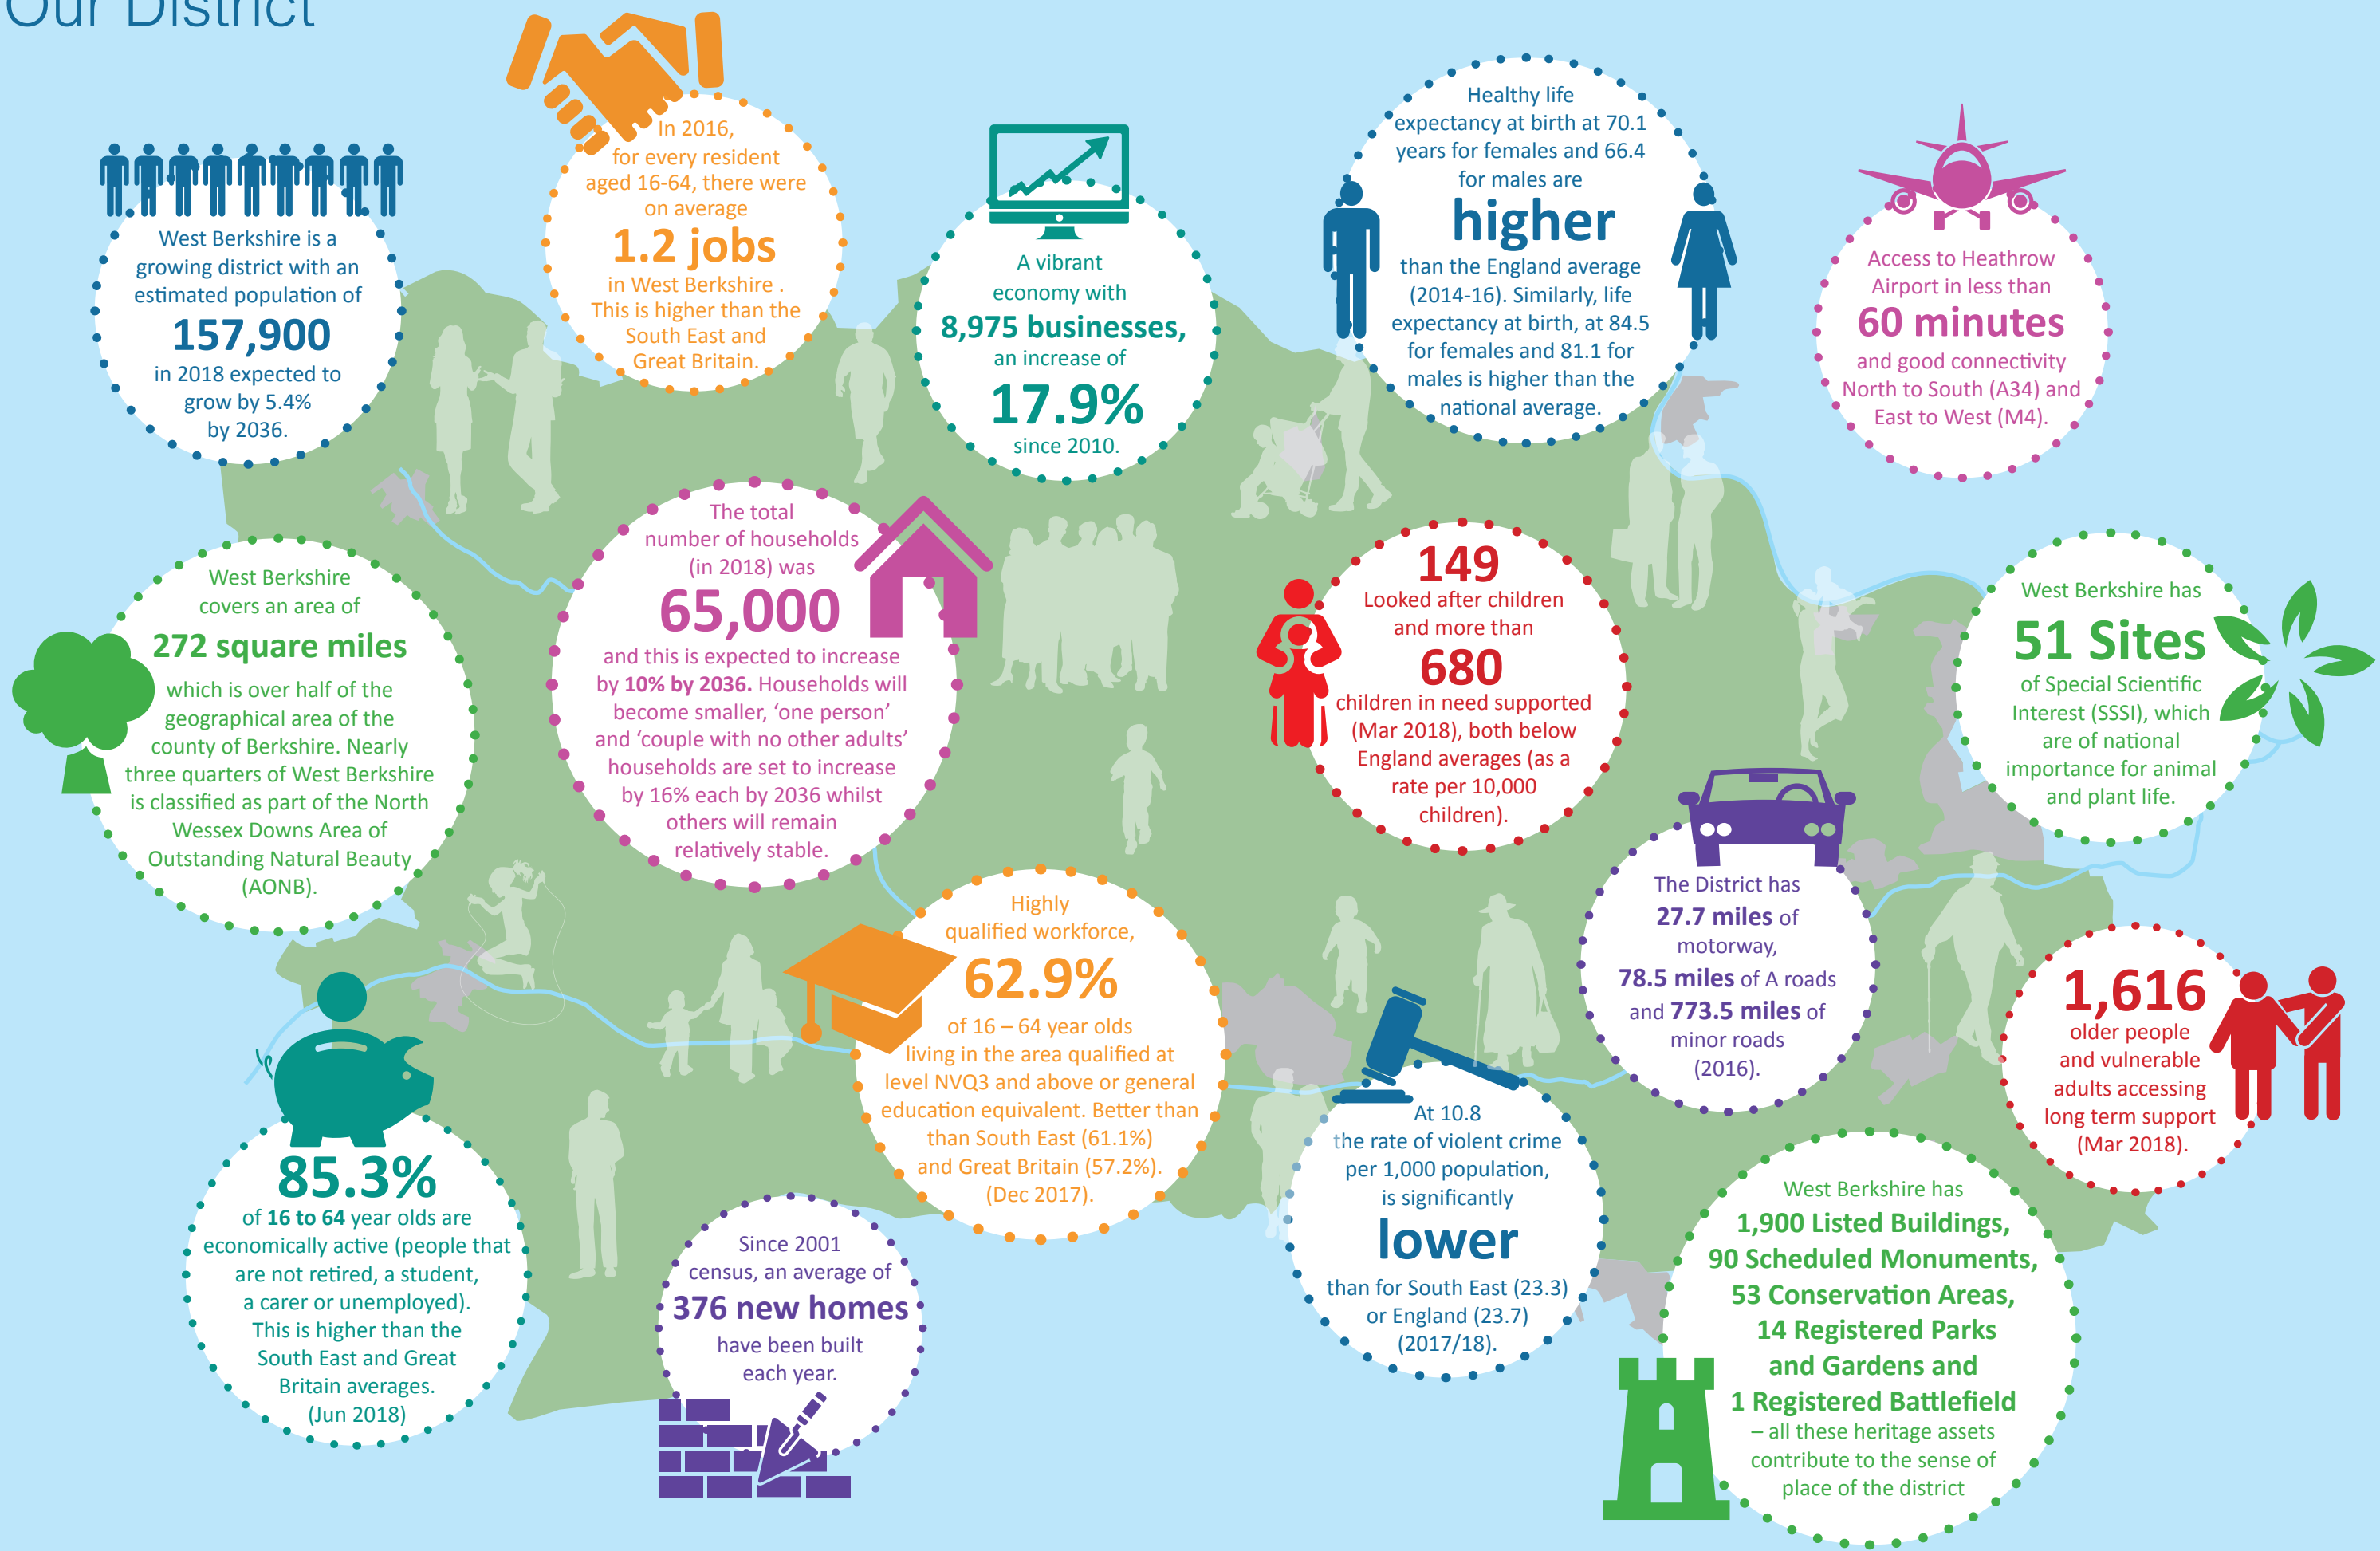 Our District
West Berkshire is a
growing district with an
estimated population of
157,900
in 2018 expected to
grow by 5.4%
by 2036.
In 2016,
for every resident
aged 16-64, there were
on average
1.2 jobs
in West Berkshire .
This is higher than the
South East and
Great Britain.
A vibrant
economy with
8,975 businesses,
an increase of
17.9%
since 2010.
Healthy life
expectancy at birth at 70.1
years for females and 66.4
for males are
higher
than the England average
(2014-16). Similarly, life
expectancy at birth, at 84.5
for females and 81.1 for
males is higher than the
national average.
Access to Heathrow
Airport in less than
60 minutes
and good connectivity
North to South (A34) and
East to West (M4).
West Berkshire
covers an area of
272 square miles
which is over half of the
geographical area of the
county of Berkshire. Nearly
three quarters of West Berkshire
is classified as part of the North
Wessex Downs Area of
Outstanding Natural Beauty
(AONB).
The total
number of households
(in 2018) was
65,000
and this is expected to increase
by 10% by 2036. Households will
become smaller, ‘one person’
and ‘couple with no other adults’
households are set to increase
by 16% each by 2036 whilst
others will remain
relatively stable.
149
Looked after children
and more than
680
children in need supported
(Mar 2018), both below
England averages (as a
rate per 10,000
children).
West Berkshire has
51 Sites
of Special Scientific
Interest (SSSI), which
are of national
importance for animal
and plant life.
Highly
qualified workforce,
62.9%
of 16 – 64 year olds
living in the area qualified at
level NVQ3 and above or general
education equivalent. Better than
than South East (61.1%)
and Great Britain (57.2%).
(Dec 2017).
The District has
27.7 miles of
motorway,
78.5 miles of A roads
and 773.5 miles of
minor roads
(2016).
1,616
older people
and vulnerable
adults accessing
long term support
(Mar 2018).
85.3%
of 16 to 64 year olds are
economically active (people that
are not retired, a student,
a carer or unemployed).
This is higher than the
South East and Great
Britain averages.
(Jun 2018)
Since 2001
census, an average of
376 new homes
have been built
each year.
At 10.8
the rate of violent crime
per 1,000 population,
is significantly
lower
than for South East (23.3)
or England (23.7)
(2017/18).
West Berkshire has
1,900 Listed Buildings,
90 Scheduled Monuments,
53 Conservation Areas,
14 Registered Parks
and Gardens and
1 Registered Battlefield
– all these heritage assets
contribute to the sense of
place of the district